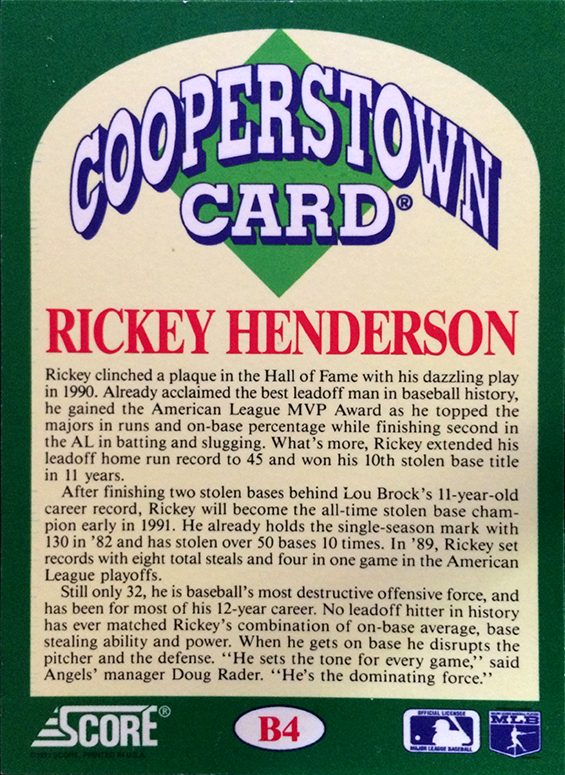 COOPERSTOWN
CARD®
RICKEY HENDERSON
Rickey clinched a plaque in the Hall of Fame with his dazzling play
in 1990. Already acclaimed the best leadoff man in baseball history,
he gained the American League MVP Award as he topped the
majors in runs and on-base percentage while finishing second in
the AL in batting and slugging. What's more, Rickey extended his
leadoff home run record to 45 and won his 10th stolen base title
in 11 years.
After finishing two stolen bases behind Lou Brock's 11-year-old
career record, Rickey will become the all-time stolen base cham-
pion early in 1991. He already holds the single-season mark with
130 in '82 and has stolen over 50 bases 10 times. In '89, Rickey set
records with eight total steals and four in one game in the American
League playoffs.
Still only 32, he is baseball's most destructive offensive force, and
has been for most of his 12-year career. No leadoff hitter in history
has ever matched Rickey's combination of on-base average, base
stealing ability and power. When he gets on base he disrupts the
pitcher and the defense. "He sets the tone for every game," said
Angels' manager Doug Rader. "He's the dominating force."
SCORE®
SCORE, PRINTED IN U.S.A.
B4
OFFICIAL LICENSEE
MAJOR LEAGUE BASEBALL
MLB